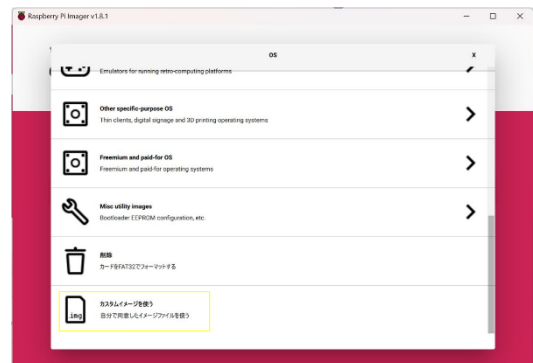 Raspberry Pi Imager v1.8.1
OS
x
Emulators for running retro-computing platforms
Other specific-purpose OS
Thin clients, digital signage and 3D printing operating systems
Freemium and paid-for OS
Freemium and paid-for operating systems
Misc utility images
Bootloader EEPROM configuration, etc.
削除
カードをFAT32でフォーマットする
カスタムイメージを使う
自分で用意したイメージファイルを使う
img